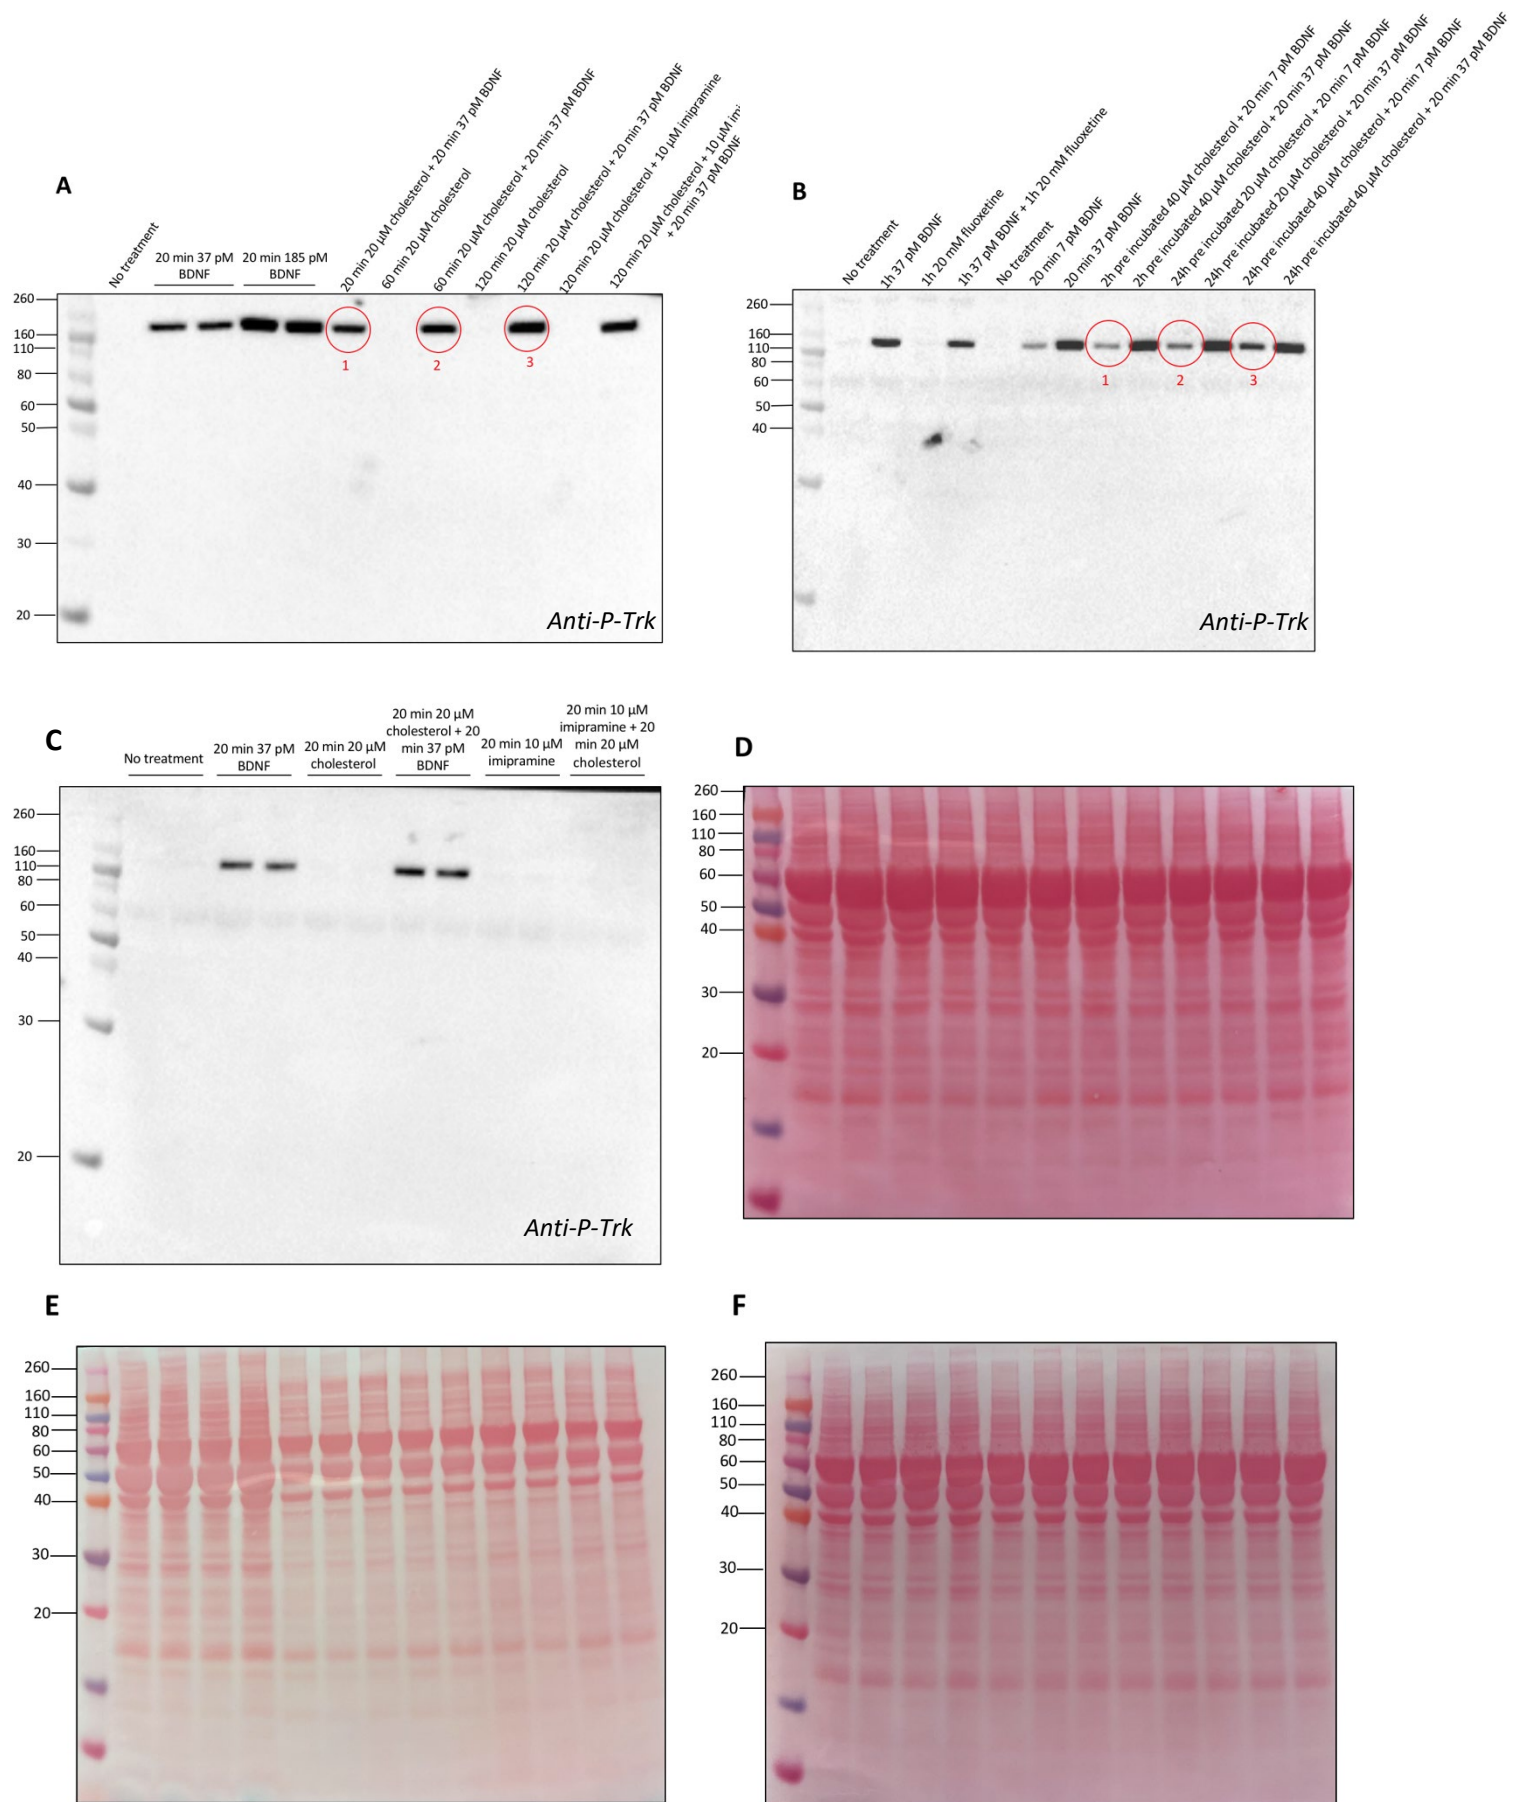 A
No treatment
20 min 37 pM
BDNF
20 min 185 pM
BDNF
20 min 20 µM cholesterol + 20 min 37 pM BDNF
60 min 20 µM cholesterol
60 min 20 µM cholesterol + 20 min 37 pM BDNF
120 min 20 µM cholesterol
120 min 20 µM cholesterol + 20 min 37 pM BDNF
120 min 20 µM cholesterol + 10 µM imipramine
120 min 20 µM cholesterol + 10 µM imi
+ 20 min 37 pM BDNF
260
160
110
80
60
50
40
30
20
1
2
3
Anti-P-Trk
B
No treatment
1h 37 pM BDNF
1h 20 mM fluoxetine
1h 37 pM BDNF + 1h 20 mM fluoxetine
No treatment
20 min 7 pM BDNF
20 min 37 pM BDNF
2h pre incubated 40 µM cholesterol + 20 min 7 pM BDNF
2h pre incubated 40 µM cholesterol + 20 min 37 pM BDNF
24h pre incubated 20 µM cholesterol + 20 min 7 pM BDNF
24h pre incubated 20 µM cholesterol + 20 min 37 pM BDNF
24h pre incubated 40 µM cholesterol + 20 min 7 pM BDNF
24h pre incubated 40 µM cholesterol + 20 min 37 pM BDNF
260
160
110
80
60
50
40
1
2
3
Anti-P-Trk
C
No treatment
20 min 37 pM
BDNF
20 min 20 µM
cholesterol
20 min 20 µM
cholesterol + 20
min 37 pM
BDNF
20 min 10 µM
imipramine
20 min 10 µM
imipramine + 20
min 20 µM
cholesterol
260
160
110
80
60
50
40
30
20
Anti-P-Trk
D
260
160
110
80
60
50
40
30
20
E
260
160
110
80
60
50
40
30
20
F
260
160
110
80
60
50
40
30
20